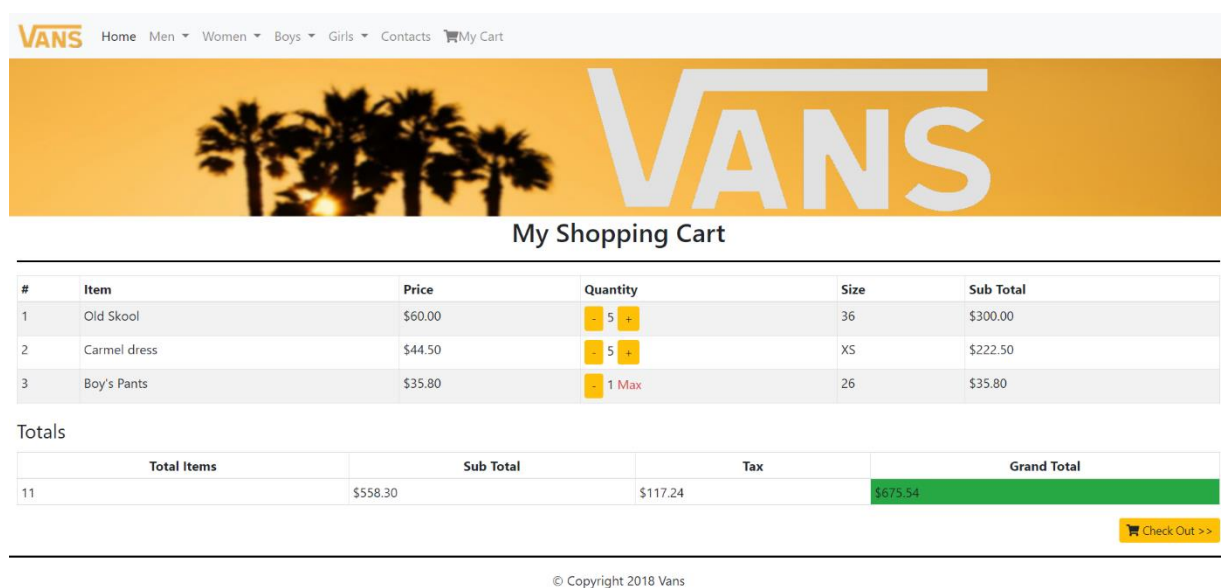 VANS Home Men Women Boys Girls Contacts My Cart
VANS
My Shopping Cart
# Item Price Quantity Size Sub Total
1 Old Skool $60.00 - 5 + 36 $300.00
2 Carmel dress $44.50 - 5 + XS $222.50
3 Boy's Pants $35.80 - 1 Max 26 $35.80
Totals
Total Items Sub Total Tax Grand Total
11 $558.30 $117.24 $675.54
Check Out >>
© Copyright 2018 Vans